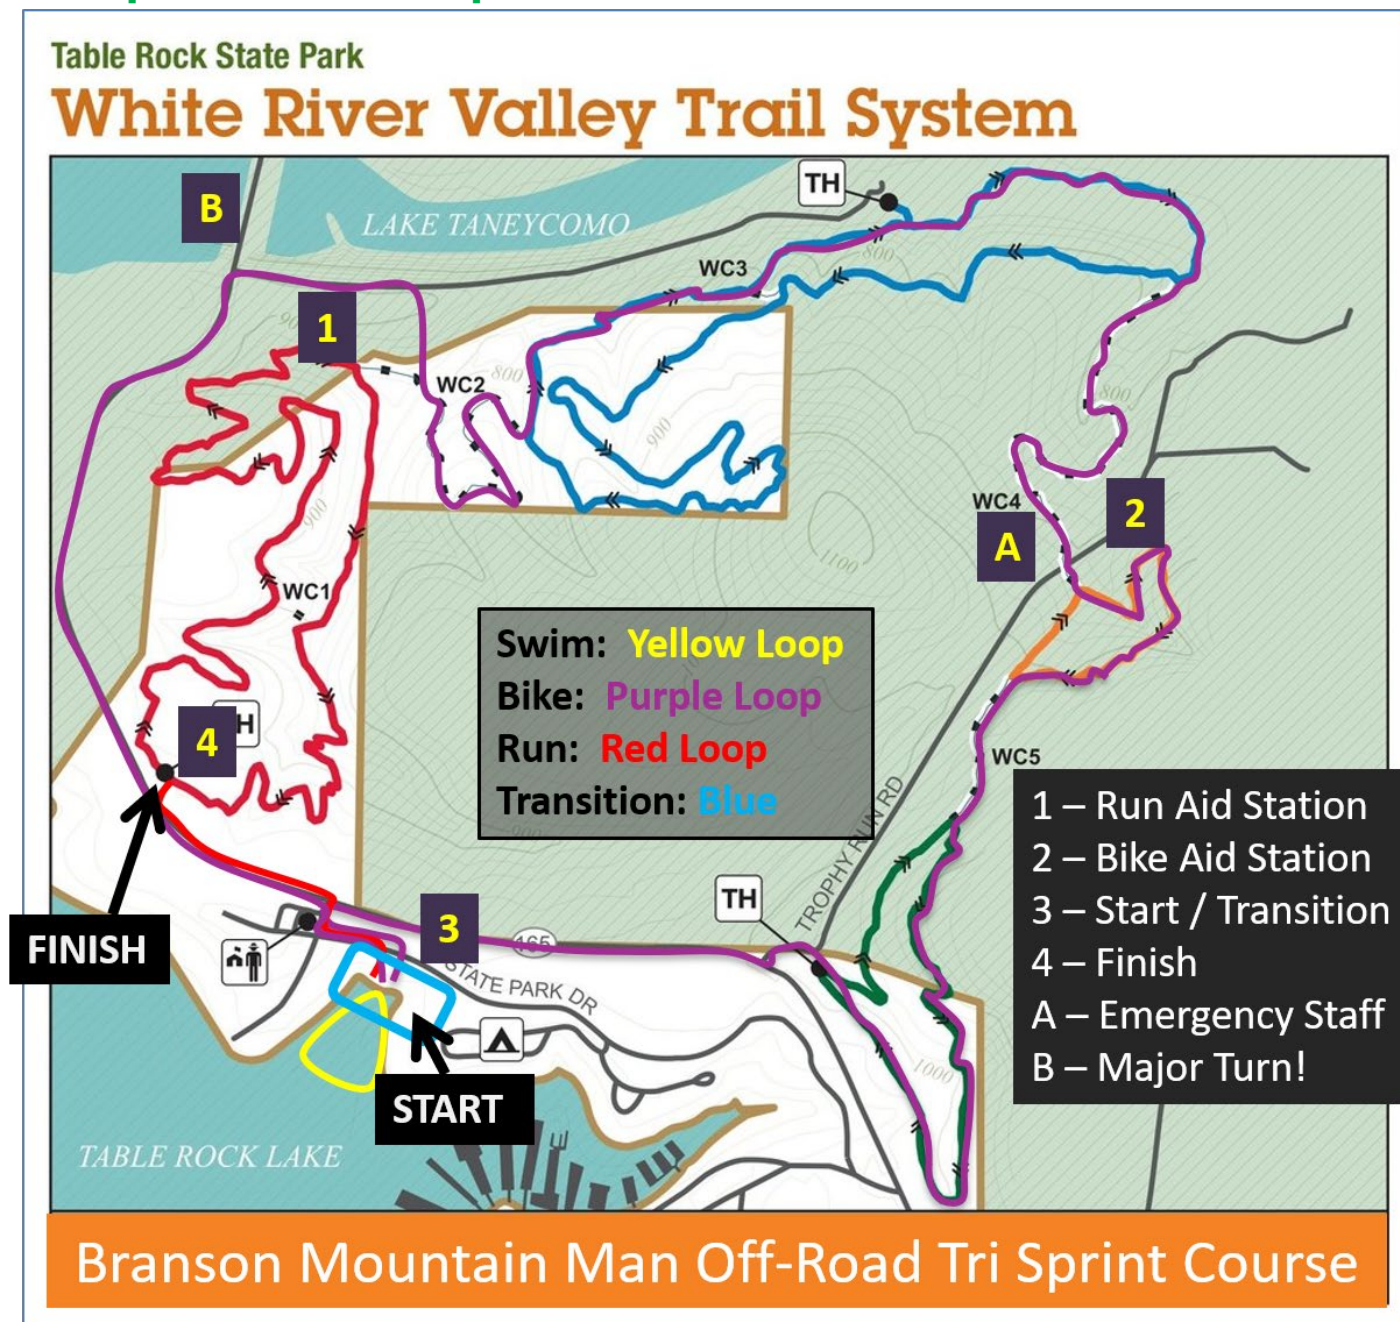 Table Rock State Park
White River Valley Trail System
B
TH
LAKE TANEYCOMO
WC3
800
1
WC2
800
900
800
WC4
2
A
900
WC1
1100
Swim: Yellow Loop
Bike: Purple Loop
Run: Red Loop
Transition: Blue
4
H
WC5
TROPHY RUN RD
1 – Run Aid Station
2 – Bike Aid Station
3 – Start / Transition
4 – Finish
A – Emergency Staff
B – Major Turn!
TH
FINISH
3
465
STATE PARK DR
1000
START
TABLE ROCK LAKE
Branson Mountain Man Off-Road Tri Sprint Course